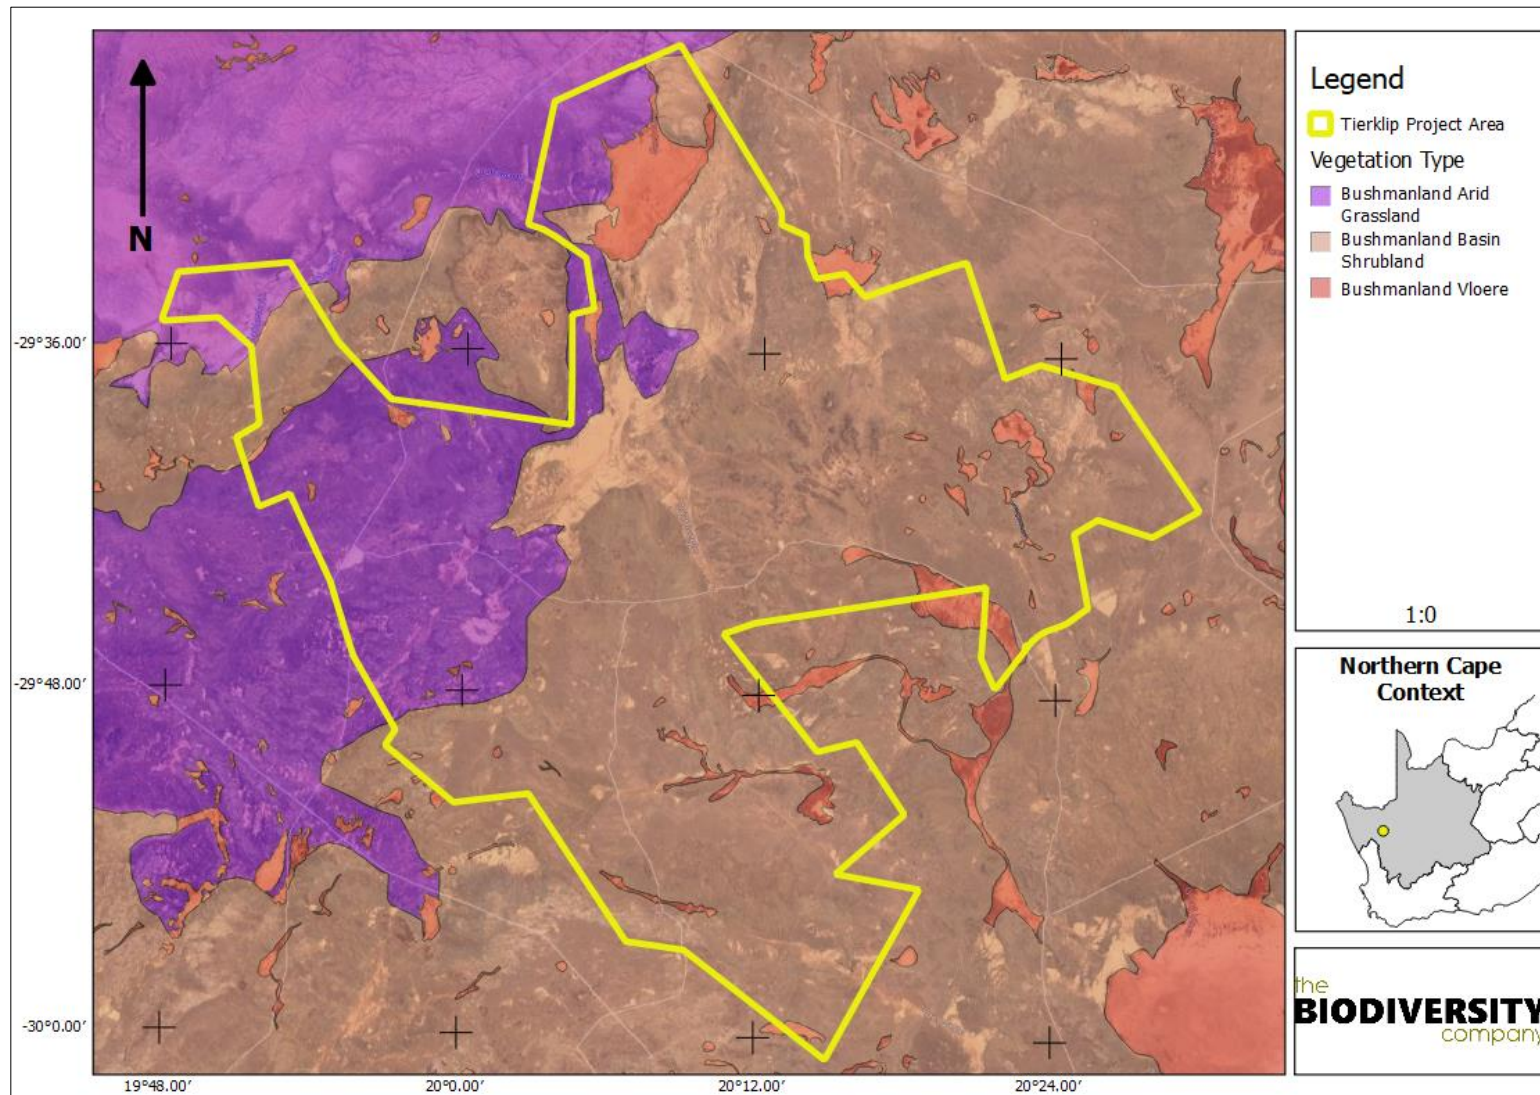 N
-29°36.00′
-29°48.00′
-30°0.00′
19°48.00′
20°0.00′
20°12.00′
20°24.00′
Legend
Tierklip Project Area
Vegetation Type
Bushmanland Arid
Grassland
Bushmanland Basin
Shrubland
Bushmanland Vloere
1:0
Northern Cape
Context
the
BIODIVERSITY
company